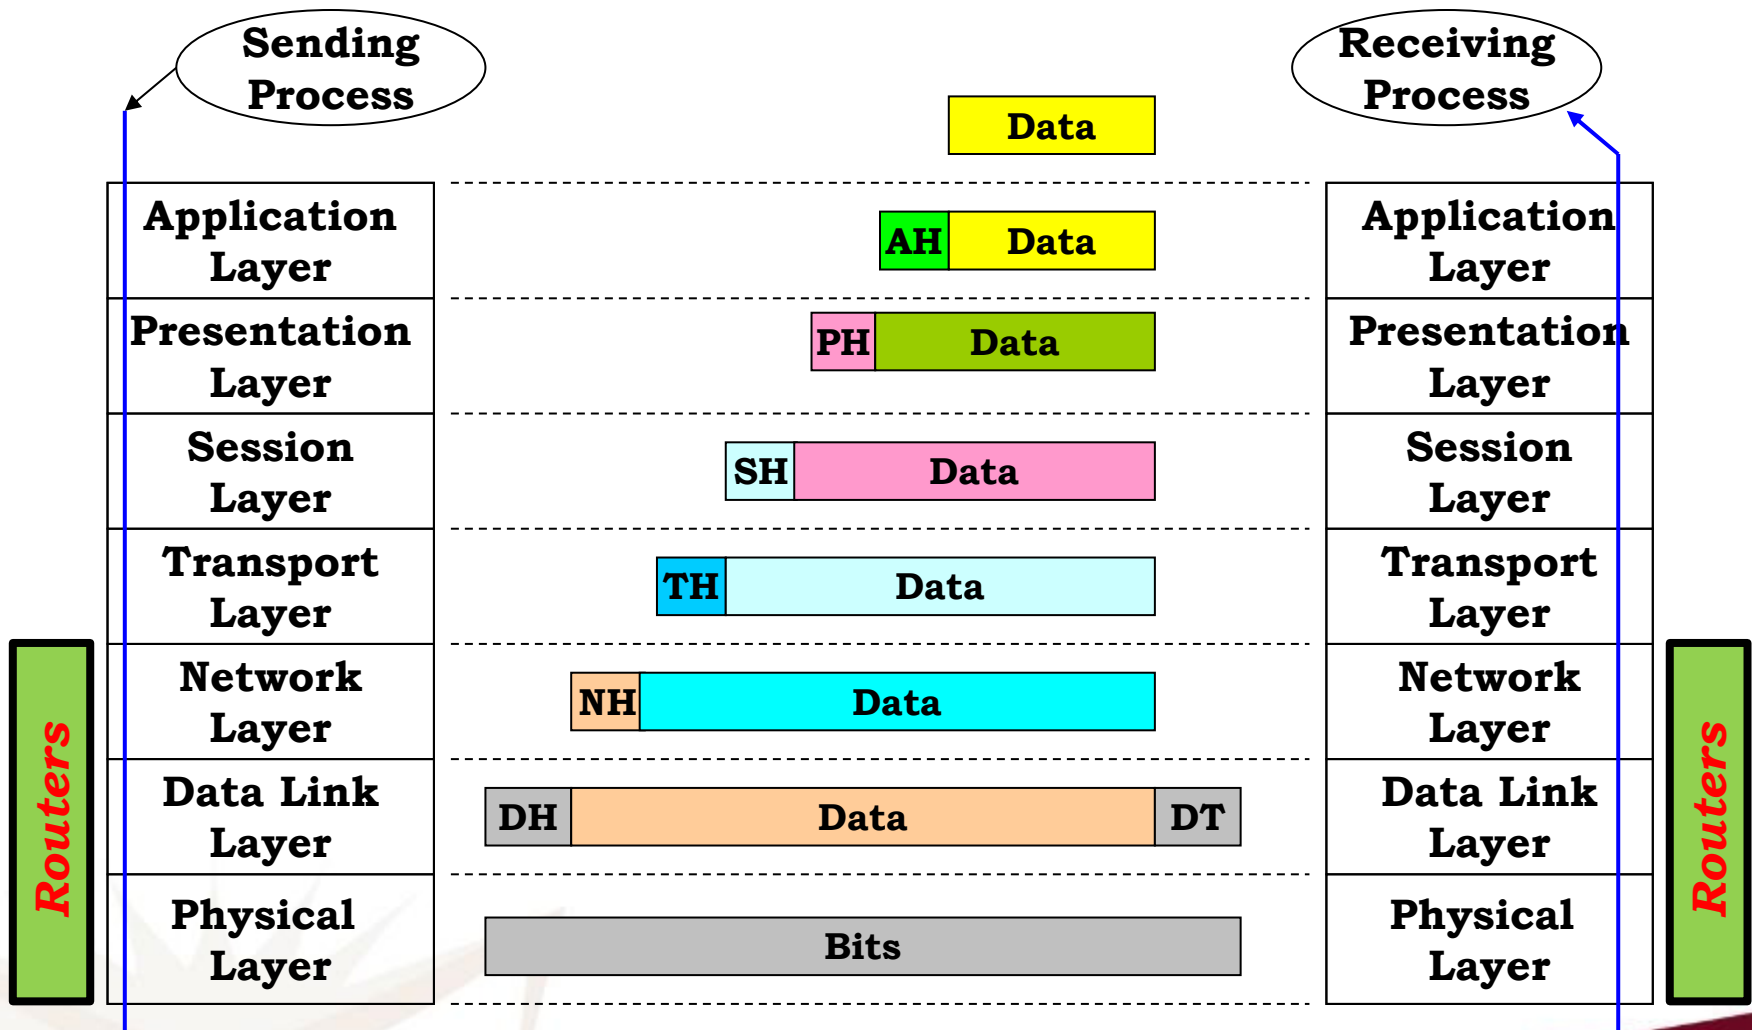 Sending
Process
Receiving
Process
Data
Application
Layer
AH
Data
Application
Layer
Presentation
Layer
PH
Data
Presentation
Layer
Session
Layer
SH
Data
Session
Layer
Transport
Layer
TH
Data
Transport
Layer
Network
Layer
NH
Data
Network
Layer
Data Link
Layer
DH
Data
DT
Data Link
Layer
Physical
Layer
Bits
Physical
Layer
Routers
Routers